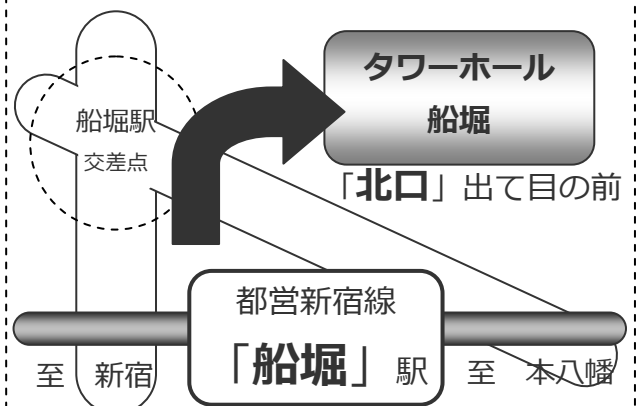 タワーホール
船堀
船堀駅
交差点
「北口」出て目の前
都営新宿線
「船堀」駅
至 新宿
至 本八幡